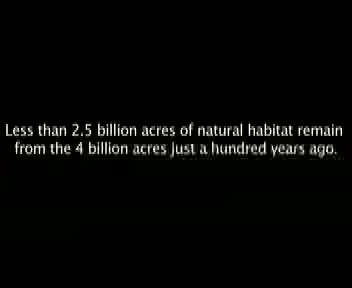 Less than 2.5 billion acres of natural habitat remain
from the 4 billion acres just a hundred years ago.